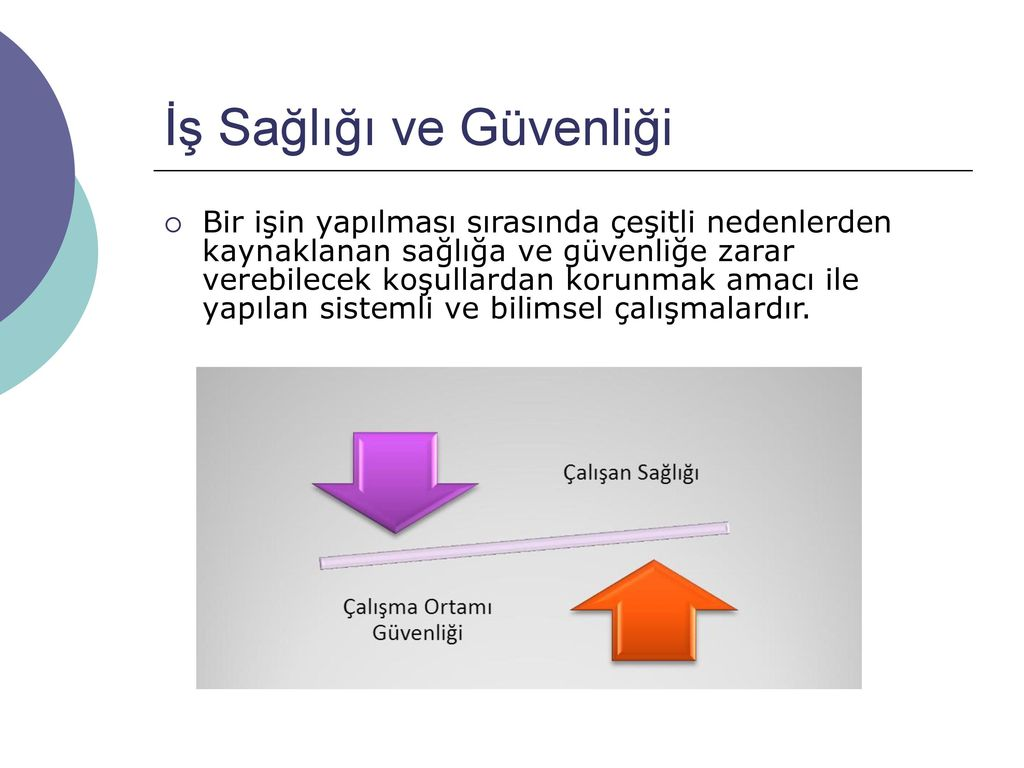 İş Sağlığı ve Güvenliği
Bir işin yapılması sırasında çeşitli nedenlerden
kaynaklanan sağlığa ve güvenliğe zarar
verebilecek koşullardan korunmak amacı ile
yapılan sistemli ve bilimsel çalışmalardır.
Çalışan Sağlığı
Çalışma Ortamı
Güvenliği